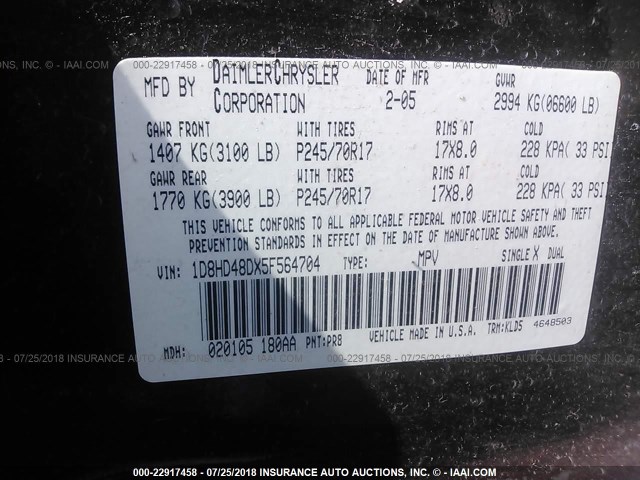 000-22917458 - 07/25/2018 INSURANCE AUTO AUCTIONS, INC. - © IAAI.COM
MFD BY DAIMLERCHRYSLER CORPORATION DATE OF MFR 2-05 GVWR 2994 KG(06600 LB)
GAWR FRONT WITH TIRES RIMS AT COLD
1407 KG(3100 LB) P245/70R17 17X8.0 228 KPA( 33 PSI
GAWR REAR WITH TIRES RIMS AT COLD
1770 KG(3900 LB) P245/70R17 17X8.0 228 KPA( 33 PSI
THIS VEHICLE CONFORMS TO ALL APPLICABLE FEDERAL MOTOR VEHICLE SAFETY AND THEFT
PREVENTION STANDARDS IN EFFECT ON THE DATE OF MANUFACTURE SHOWN ABOVE.
VIN: 1D8HD48DX5F564704 TYPE: MPV SINGLE X DUAL
MDH: 020105 180AA PNT:PR8 VEHICLE MADE IN U.S.A. TRM:KLD5 4648503
000-22917458 - 07/25/2018 INSURANCE AUTO AUCTIONS, INC. - © IAAI.COM